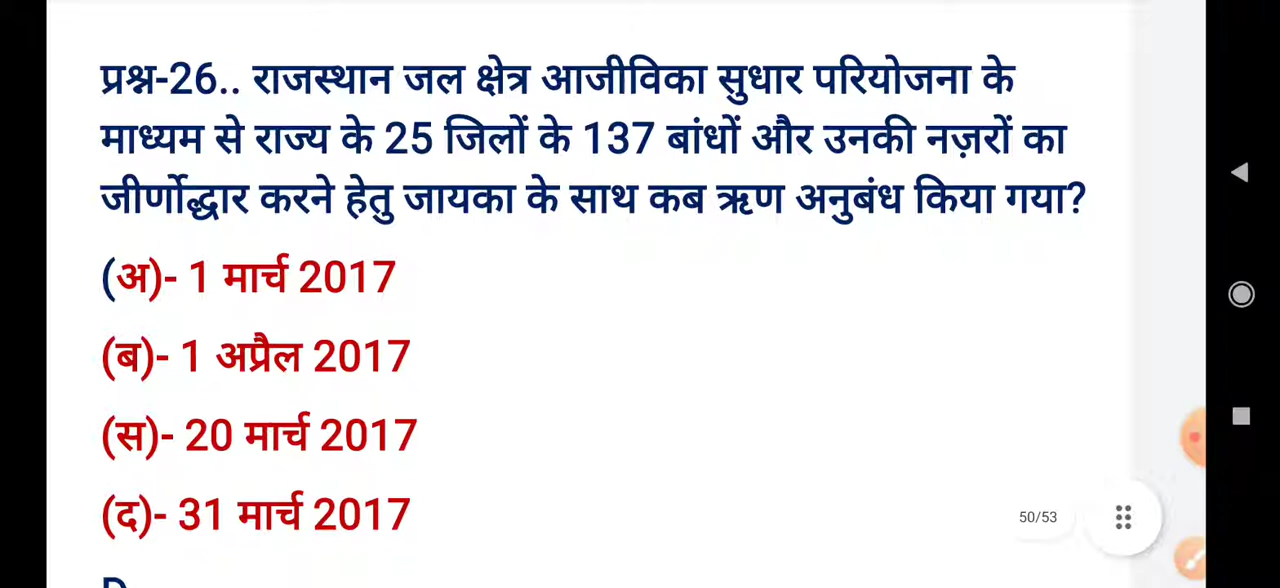 प्रश्न-26.. राजस्थान जल क्षेत्र आजीविका सुधार परियोजना के
माध्यम से राज्य के 25 जिलों के 137 बांधों और उनकी नज़रों का
जीर्णोद्धार करने हेतु जायका के साथ कब ऋण अनुबंध किया गया?
(अ)- 1 मार्च 2017
(ब)- 1 अप्रैल 2017
(स)- 20 मार्च 2017
(द)- 31 मार्च 2017
50/53